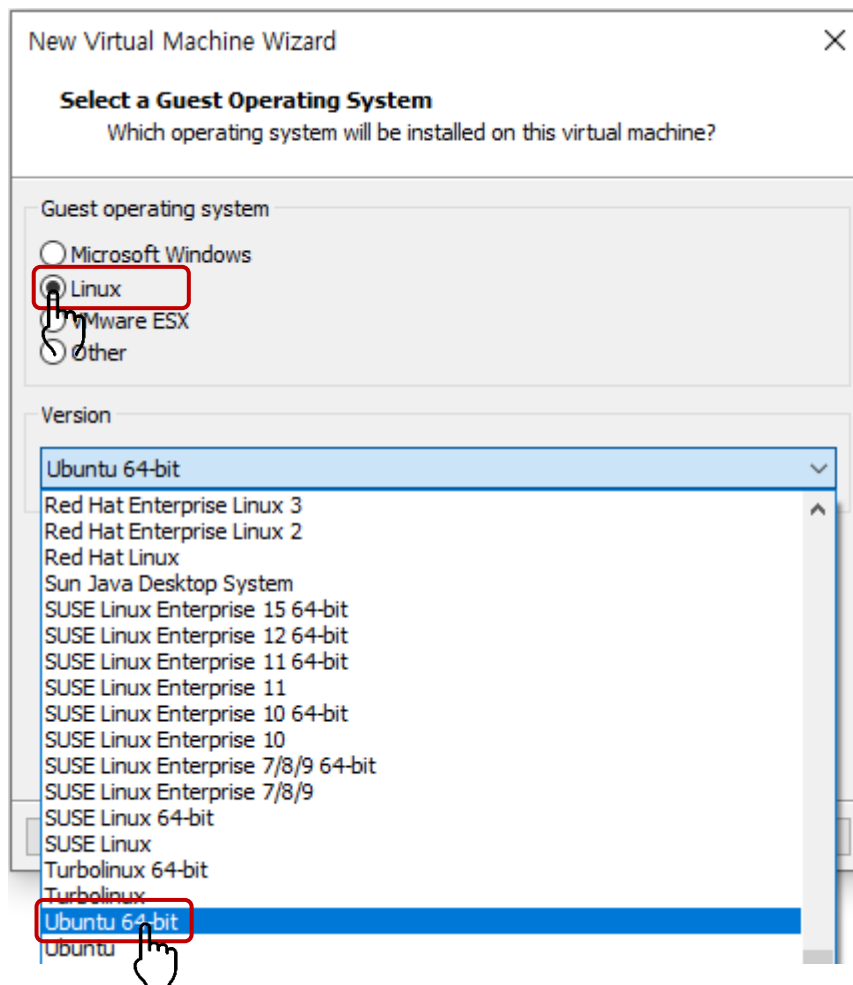 New Virtual Machine Wizard
Select a Guest Operating System
Which operating system will be installed on this virtual machine?
Guest operating system
Microsoft Windows
Linux
VMware ESX
Other
Version
Ubuntu 64-bit
Red Hat Enterprise Linux 3
Red Hat Enterprise Linux 2
Red Hat Linux
Sun Java Desktop System
SUSE Linux Enterprise 15 64-bit
SUSE Linux Enterprise 12 64-bit
SUSE Linux Enterprise 11 64-bit
SUSE Linux Enterprise 11
SUSE Linux Enterprise 10 64-bit
SUSE Linux Enterprise 10
SUSE Linux Enterprise 7/8/9 64-bit
SUSE Linux Enterprise 7/8/9
SUSE Linux 64-bit
SUSE Linux
Turbolinux 64-bit
Turbolinux
Ubuntu 64-bit
Ubuntu